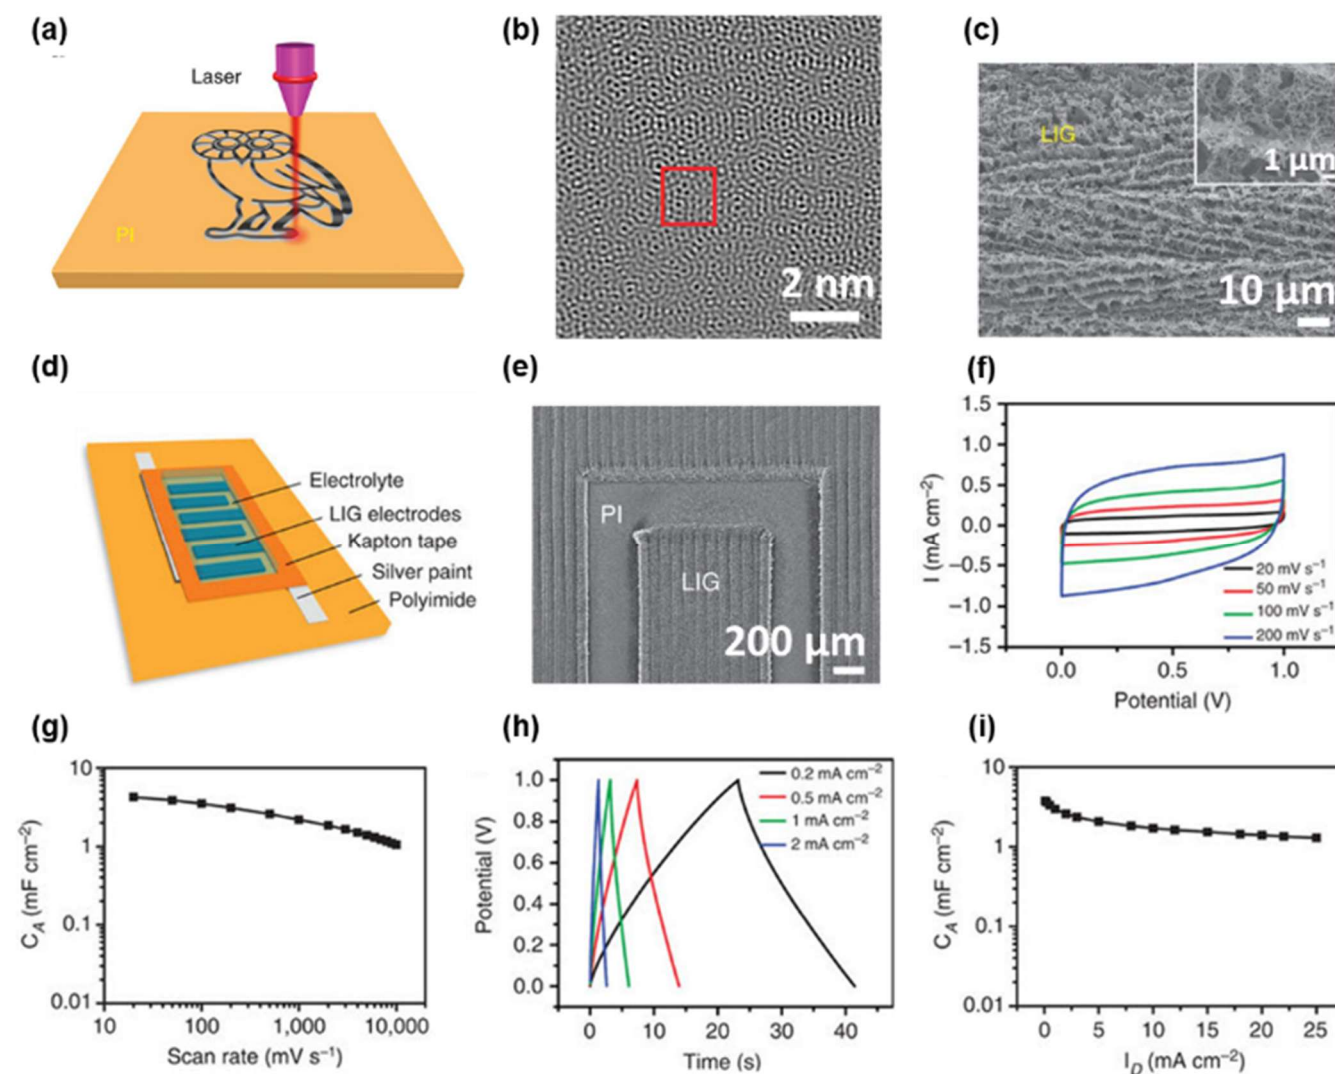 (a)
Laser
PI
(b)
2 nm
(c)
LIG
1 µm
10 µm
(d)
Electrolyte
LIG electrodes
Kapton tape
Silver paint
Polyimide
(e)
PI
LIG
200 µm
(f)
1.5
1.0
0.5
0.0
−0.5
−1.0
−1.5
I (mA cm⁻²)
20 mV s⁻¹
50 mV s⁻¹
100 mV s⁻¹
200 mV s⁻¹
0.0 0.5 1.0
Potential (V)
(g)
10
1
0.1
0.01
C_A (mF cm⁻²)
10 100 1,000 10,000
Scan rate (mV s⁻¹)
(h)
1.0
0.8
0.6
0.4
0.2
0.0
Potential (V)
0.2 mA cm⁻²
0.5 mA cm⁻²
1 mA cm⁻²
2 mA cm⁻²
0 10 20 30 40
Time (s)
(i)
10
1
0.1
0.01
C_A (mF cm⁻²)
0 5 10 15 20 25
I_D (mA cm⁻²)